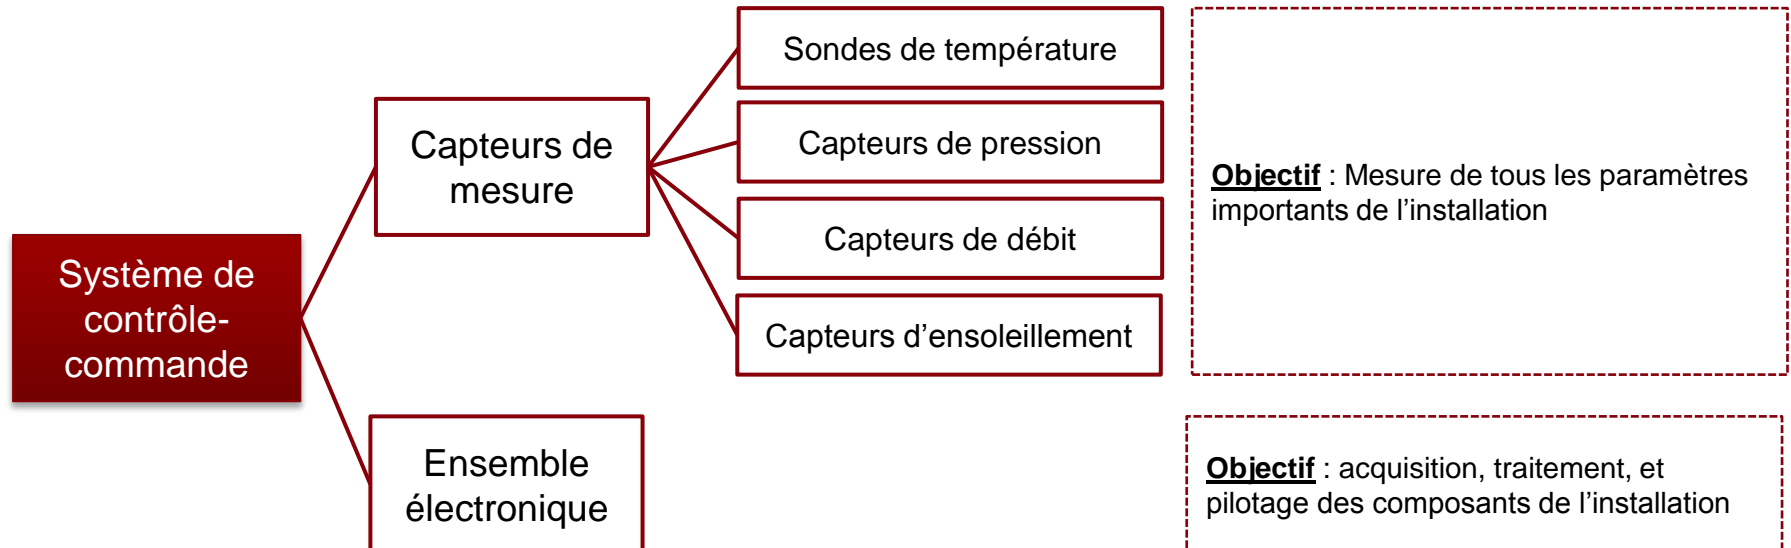 Système de
contrôle-
commande
Capteurs de
mesure
Sondes de température
Capteurs de pression
Capteurs de débit
Capteurs d’ensoleillement
Objectif : Mesure de tous les paramètres
importants de l’installation
Ensemble
électronique
Objectif : acquisition, traitement, et
pilotage des composants de l’installation